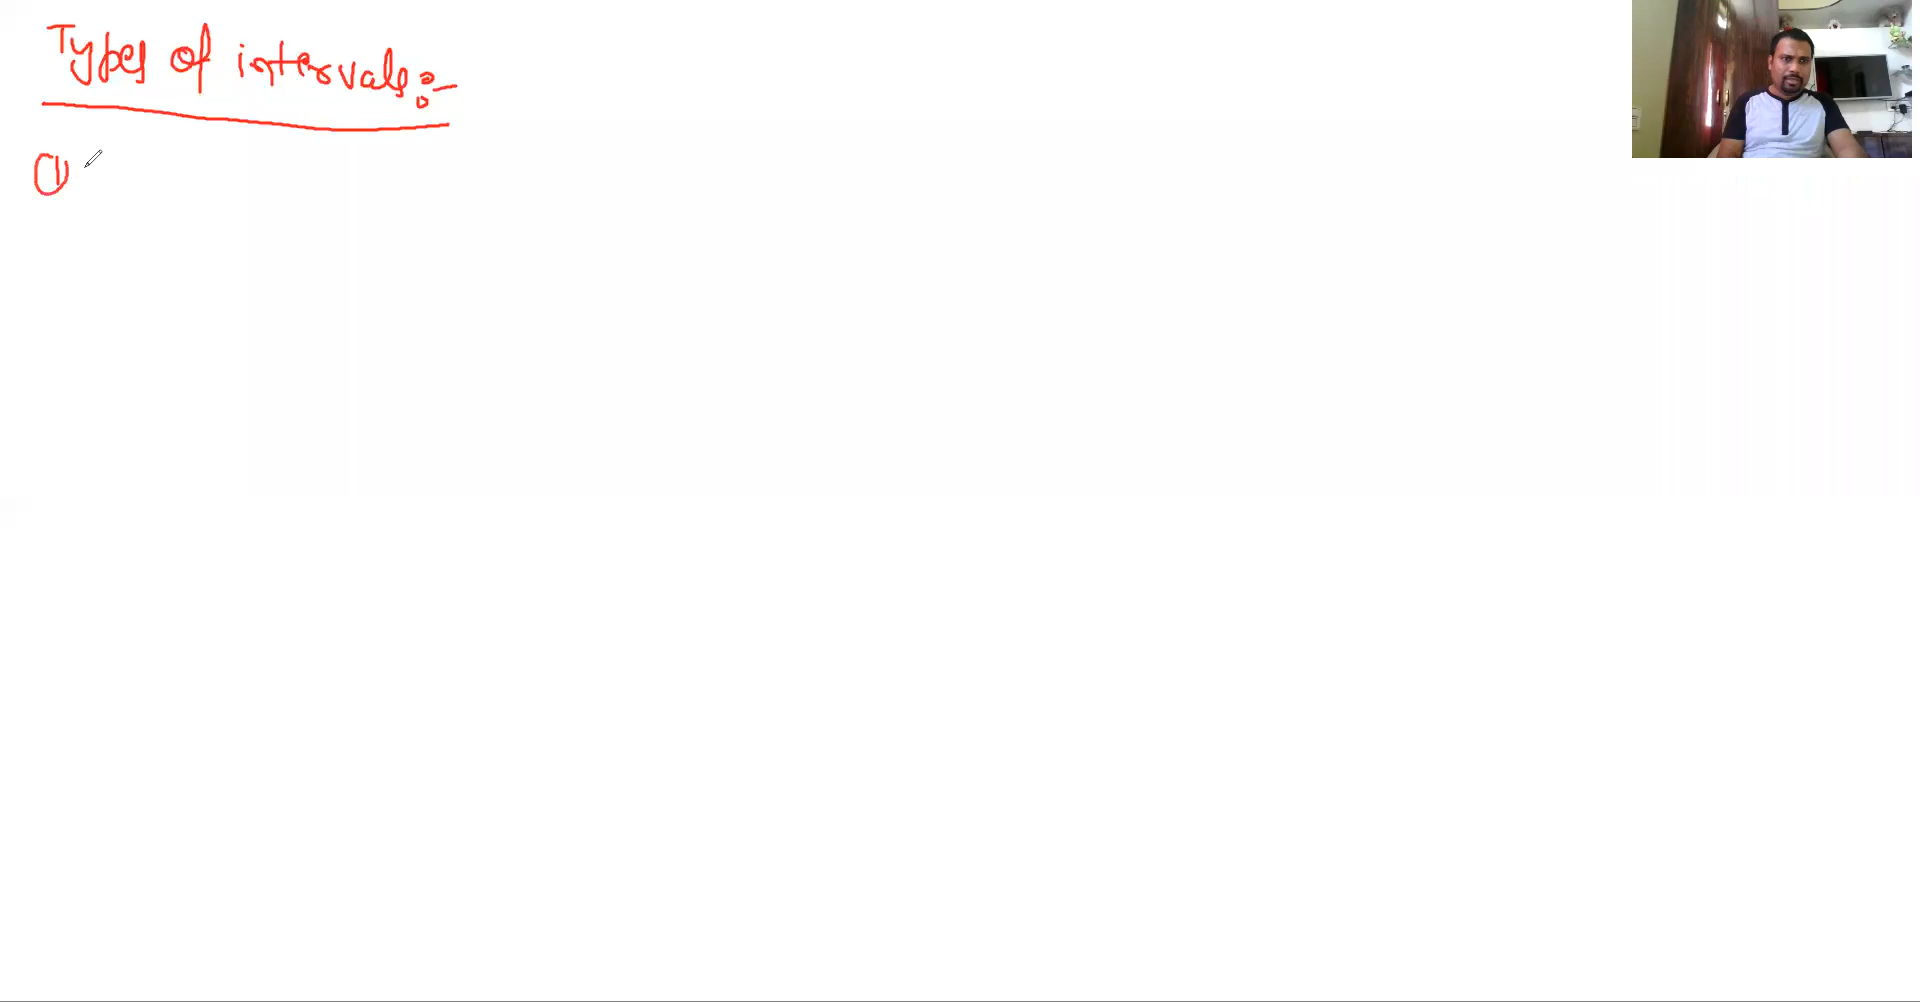 Types of intervals:-
①